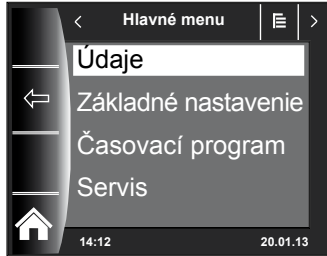 Hlavné menu
Údaje
Základné nastavenie
Časovací program
Servis
14:12 20.01.13